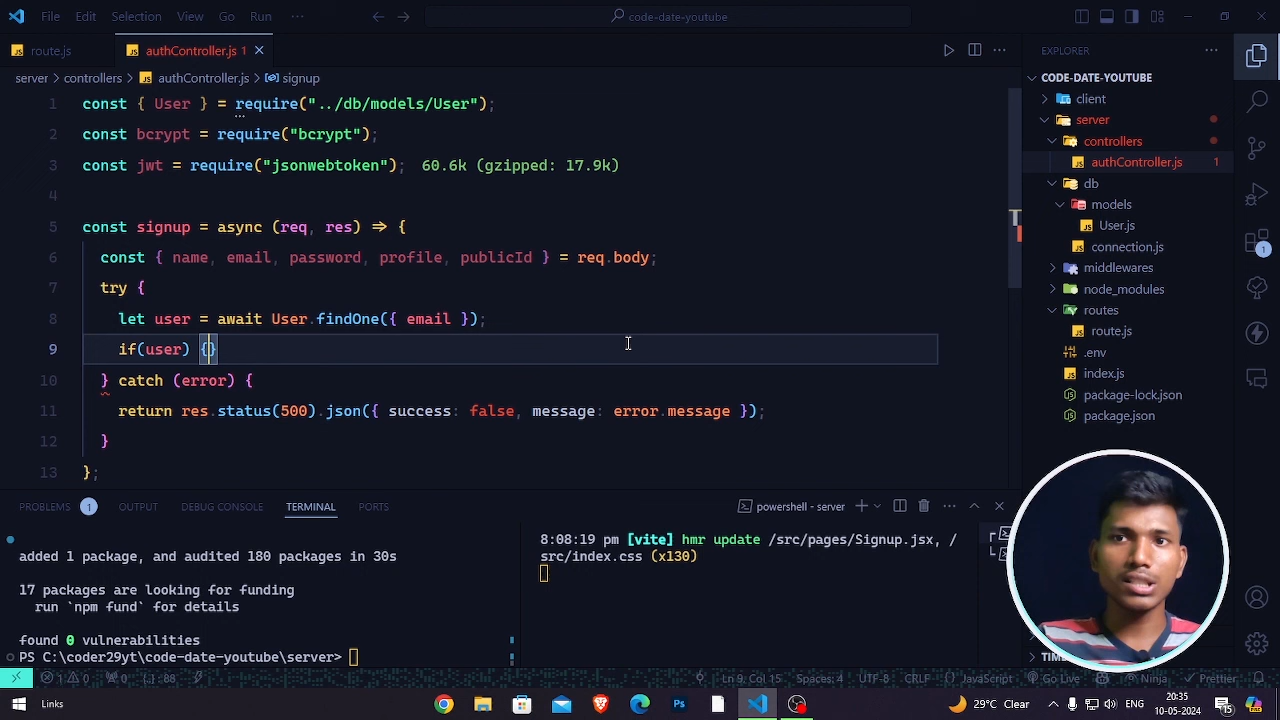 File Edit Selection View Go Run ··· code-date-youtube
route.js authController.js 1
server > controllers > authController.js > signup
1 const { User } = require("../db/models/User");
2 const bcrypt = require("bcrypt");
3 const jwt = require("jsonwebtoken"); 60.6k (gzipped: 17.9k)
4
5 const signup = async (req, res) => {
6 const { name, email, password, profile, publicId } = req.body;
7 try {
8 let user = await User.findOne({ email });
9 if(user) {}
10 } catch (error) {
11 return res.status(500).json({ success: false, message: error.message });
12 }
13 };
EXPLORER
CODE-DATE-YOUTUBE
client
server
controllers
authController.js 1
db
models
User.js
connection.js
middlewares
node_modules
routes
route.js
.env
index.js
package-lock.json
package.json
1
PROBLEMS 1 OUTPUT DEBUG CONSOLE TERMINAL PORTS powershell - server
added 1 package, and audited 180 packages in 30s
17 packages are looking for funding
run `npm fund` for details
found 0 vulnerabilities
PS C:\coder29yt\code-date-youtube\server>
8:08:19 pm [vite] hmr update /src/pages/Signup.jsx, /
src/index.css (x130)
1 0 0 {..}: 88 Ln 9, Col 15 Spaces: 4 UTF-8 CRLF JavaScript Go Live Ninja Prettier
Links 29°C Clear ENG 20:35
10-05-2024